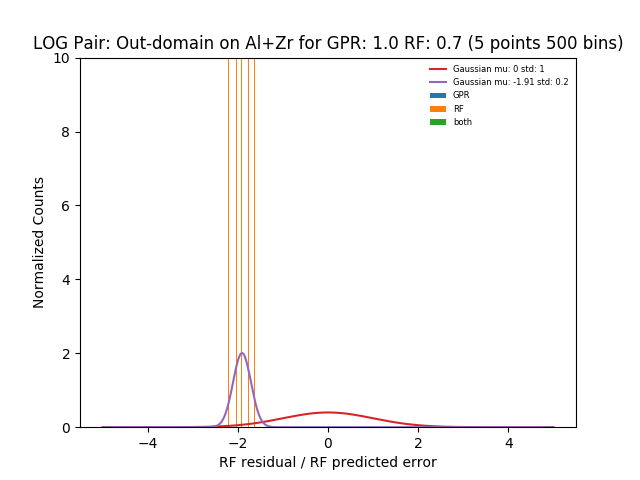 LOG Pair: Out-domain on Al+Zr for GPR: 1.0 RF: 0.7 (5 points 500 bins)
Gaussian mu: 0 std: 1
Gaussian mu: -1.91 std: 0.2
GPR
RF
both
Normalized Counts
10
8
6
4
2
0
−4
−2
0
2
4
RF residual / RF predicted error